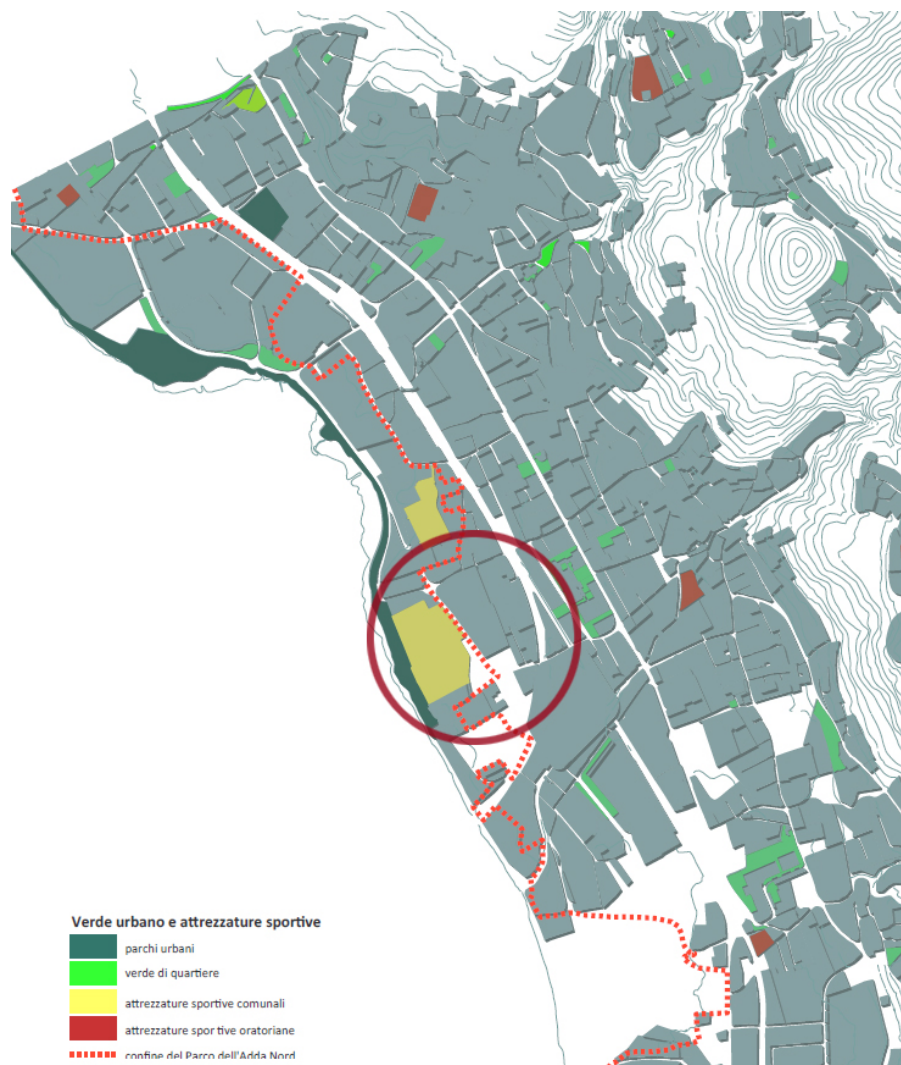 Verde urbano e attrezzature sportive
parchi urbani
verde di quartiere
attrezzature sportive comunali
attrezzature spor tive oratoriane
confine del Parco dell'Adda Nord